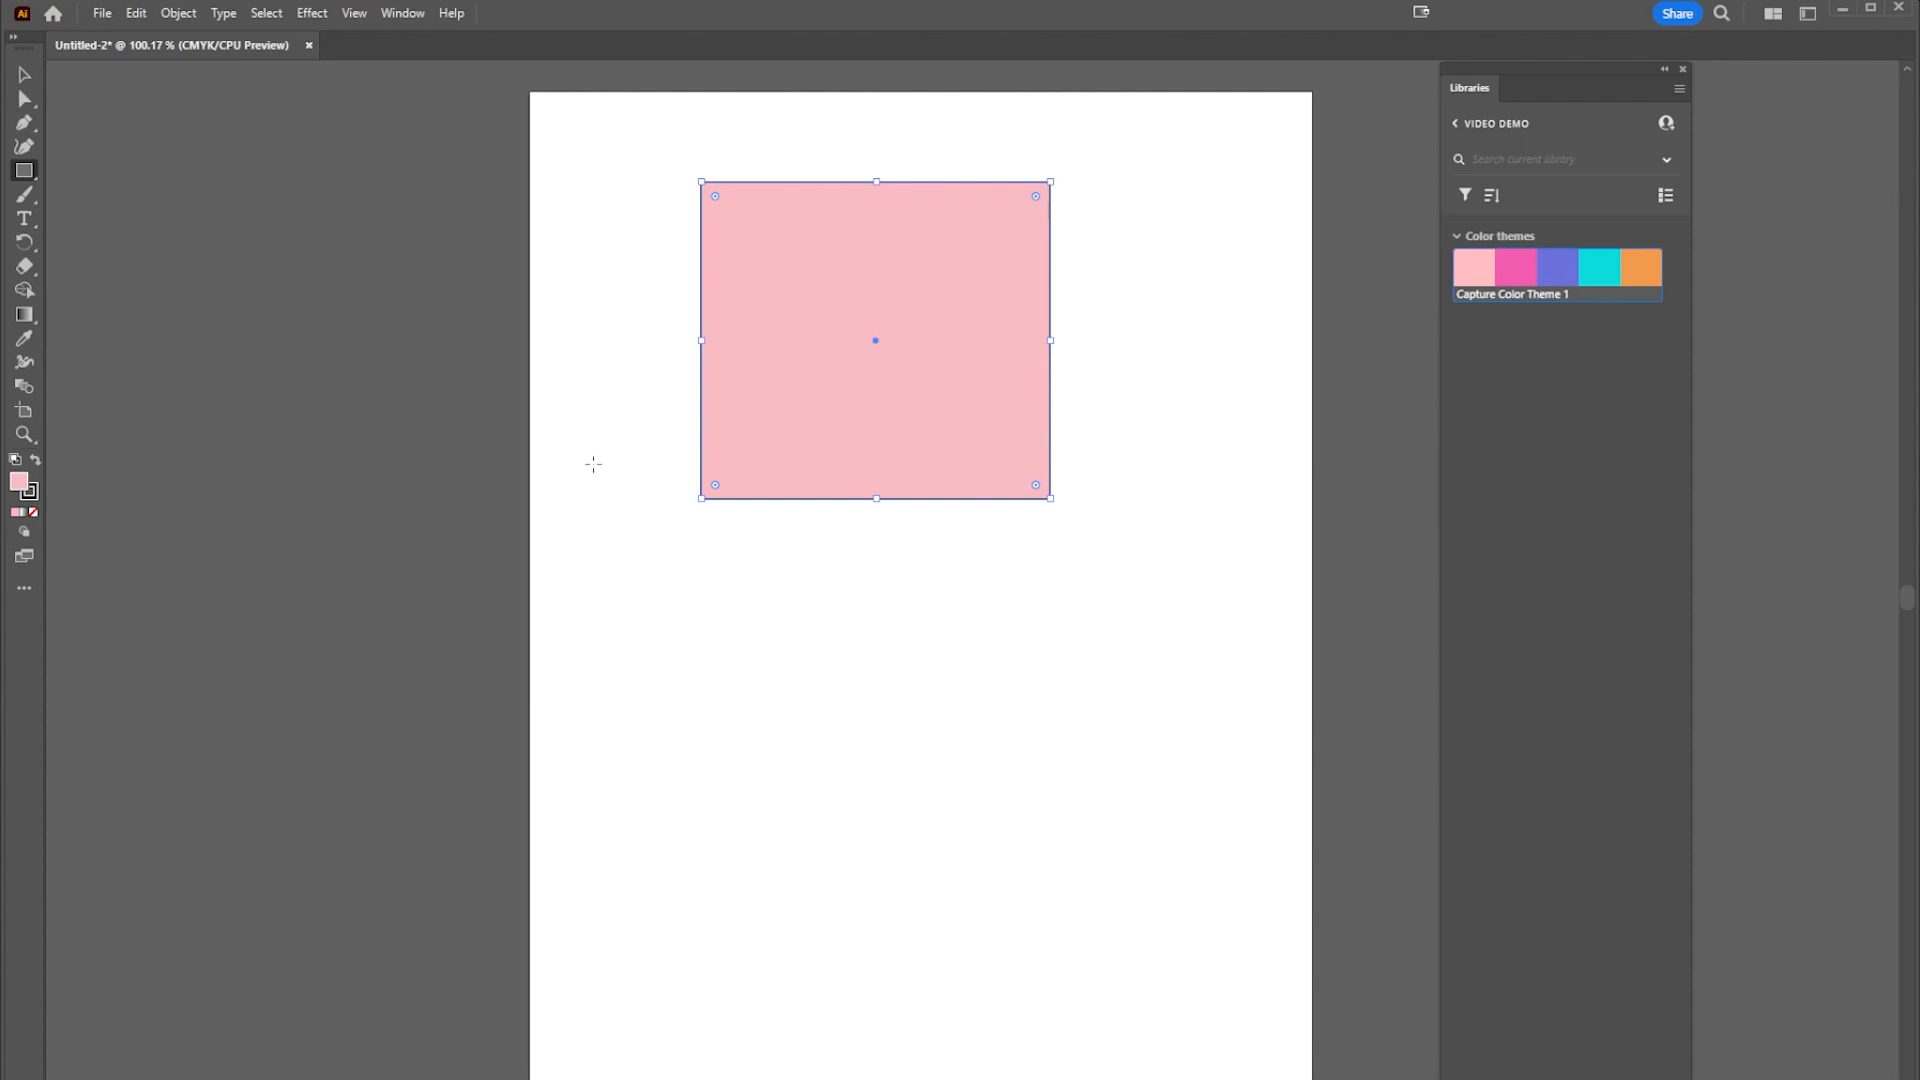 Ai File Edit Object Type Select Effect View Window Help Share
Untitled-2* @ 100.17 % (CMYK/CPU Preview)
Libraries
VIDEO DEMO
Search current library
Color themes
Capture Color Theme 1